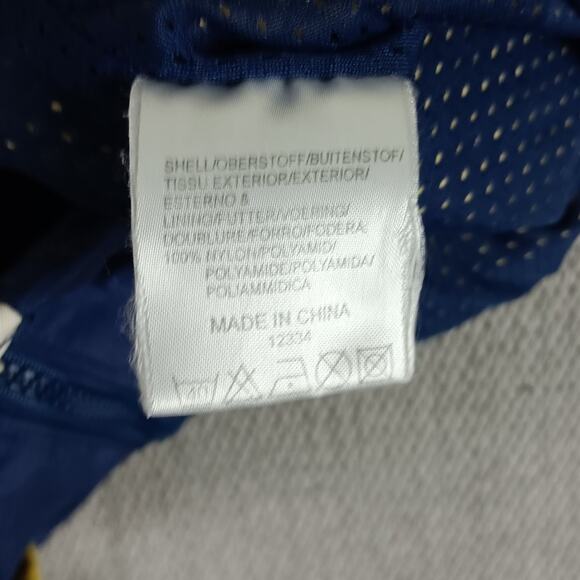 SHELL/OBERSTOFF/BUITENSTOF/
TISSU EXTERIOR/EXTERIOR/
ESTERNO &
LINING/FUTTER/VOERING/
DOUBLURE/FORRO/FODERA:
100% NYLON/POLYAMID/
POLYAMIDE/POLYAMIDA/
POLIAMMIDICA
MADE IN CHINA
12334
40